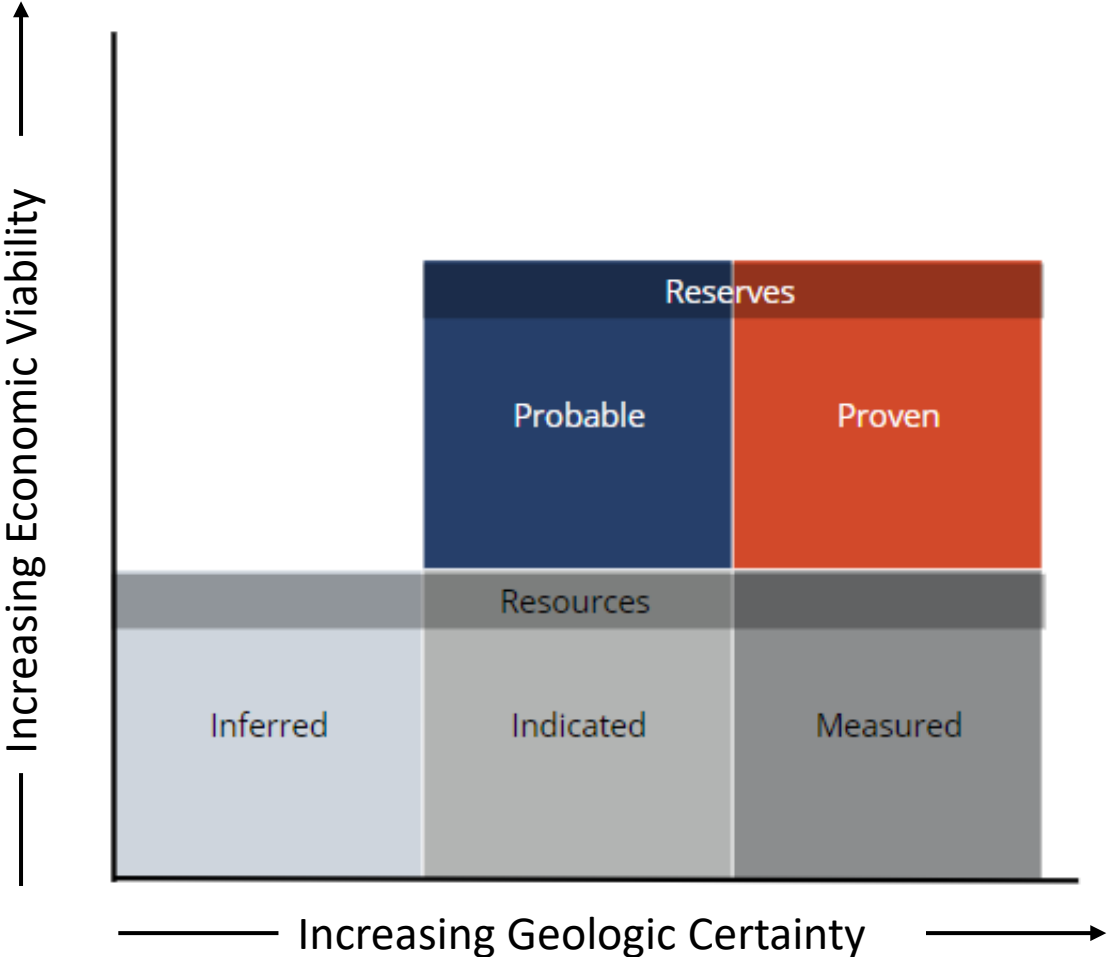 Increasing Economic Viability
Reserves
Probable
Proven
Resources
Inferred
Indicated
Measured
Increasing Geologic Certainty